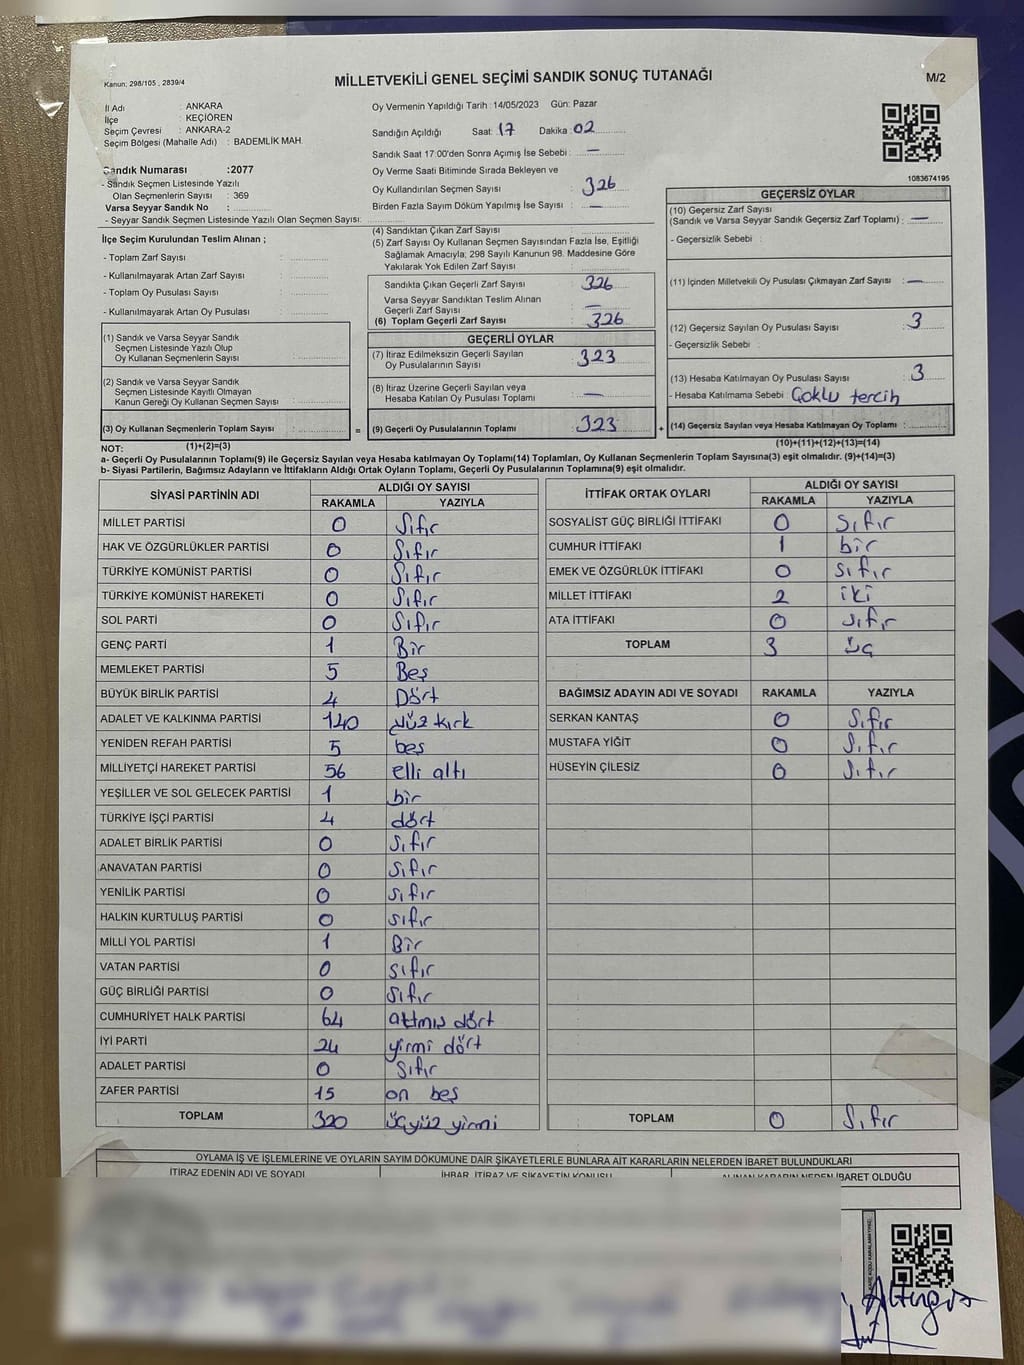 Kanun; 298/105 , 2839/4
MİLLETVEKİLİ GENEL SEÇİMİ SANDIK SONUÇ TUTANAĞI
M/2
İl Adı : ANKARA
İlçe : KEÇİÖREN
Seçim Çevresi : ANKARA-2
Seçim Bölgesi (Mahalle Adı) : BADEMLİK MAH.
Oy Vermenin Yapıldığı Tarih : 14/05/2023 Gün: Pazar
Sandığın Açıldığı Saat: 17 Dakika : 02
Sandık Saat 17:00'den Sonra Açımış İse Sebebi : —
Oy Verme Saati Bitiminde Sırada Bekleyen ve
Oy Kullandırılan Seçmen Sayısı : 326
Birden Fazla Sayım Döküm Yapılmış İse Sayısı : —
1083674195
Sandık Numarası :2077
- Sandık Seçmen Listesinde Yazılı
Olan Seçmenlerin Sayısı : 369
Varsa Seyyar Sandık No :
- Seyyar Sandık Seçmen Listesinde Yazılı Olan Seçmen Sayısı:
İlçe Seçim Kurulundan Teslim Alınan ;
- Toplam Zarf Sayısı :
- Kullanılmayarak Artan Zarf Sayısı :
- Toplam Oy Pusulası Sayısı :
- Kullanılmayarak Artan Oy Pusulası :
(1) Sandık ve Varsa Seyyar Sandık
Seçmen Listesinde Yazılı Olup
Oy Kullanan Seçmenlerin Sayısı :
(2) Sandık ve Varsa Seyyar Sandık
Seçmen Listesinde Kayıtlı Olmayan
Kanun Gereği Oy Kullanan Seçmen Sayısı :
(3) Oy Kullanan Seçmenlerin Toplam Sayısı :
(4) Sandıktan Çıkan Zarf Sayısı :
(5) Zarf Sayısı Oy Kullanan Seçmen Sayısından Fazla İse, Eşitliği
Sağlamak Amacıyla; 298 Sayılı Kanunun 98. Maddesine Göre
Yakılarak Yok Edilen Zarf Sayısı :
Sandıkta Çıkan Geçerli Zarf Sayısı : 326
Varsa Seyyar Sandıktan Teslim Alınan
Geçerli Zarf Sayısı : —
(6) Toplam Geçerli Zarf Sayısı : 326
GEÇERLİ OYLAR
(7) İtiraz Edilmeksizin Geçerli Sayılan
Oy Pusulalarının Sayısı : 323
(8) İtiraz Üzerine Geçerli Sayılan veya
Hesaba Katılan Oy Pusulası Toplamı : —
= (9) Geçerli Oy Pusulalarının Toplamı : 323
GEÇERSİZ OYLAR
(10) Geçersiz Zarf Sayısı
(Sandık ve Varsa Seyyar Sandık Geçersiz Zarf Toplamı) : —
- Geçersizlik Sebebi :
(11) İçinden Milletvekili Oy Pusulası Çıkmayan Zarf Sayısı : —
(12) Geçersiz Sayılan Oy Pusulası Sayısı : 3
- Geçersizlik Sebebi :
(13) Hesaba Katılmayan Oy Pusulası Sayısı : 3
- Hesaba Katılmama Sebebi : Çoklu tercih
+ (14) Geçersiz Sayılan veya Hesaba Katılmayan Oy Toplamı :
NOT: (1)+(2)=(3)
(10)+(11)+(12)+(13)=(14)
a- Geçerli Oy Pusulalarının Toplamı(9) ile Geçersiz Sayılan veya Hesaba katılmayan Oy Toplamı(14) Toplamları, Oy Kullanan Seçmenlerin Toplam Sayısına(3) eşit olmalıdır. (9)+(14)=(3)
b- Siyasi Partilerin, Bağımsız Adayların ve İttifakların Aldığı Ortak Oyların Toplamı, Geçerli Oy Pusulalarının Toplamına(9) eşit olmalıdır.
SİYASİ PARTİNİN ADI ALDIĞI OY SAYISI
RAKAMLA YAZIYLA
MİLLET PARTİSİ 0 Sıfır
HAK VE ÖZGÜRLÜKLER PARTİSİ 0 Sıfır
TÜRKİYE KOMÜNİST PARTİSİ 0 Sıfır
TÜRKİYE KOMÜNİST HAREKETİ 0 Sıfır
SOL PARTİ 0 Sıfır
GENÇ PARTİ 1 Bir
MEMLEKET PARTİSİ 5 Beş
BÜYÜK BİRLİK PARTİSİ 4 Dört
ADALET VE KALKINMA PARTİSİ 140 yüz kırk
YENİDEN REFAH PARTİSİ 5 beş
MİLLİYETÇİ HAREKET PARTİSİ 56 elli altı
YEŞİLLER VE SOL GELECEK PARTİSİ 1 bir
TÜRKİYE İŞÇİ PARTİSİ 4 dört
ADALET BİRLİK PARTİSİ 0 Sıfır
ANAVATAN PARTİSİ 0 Sıfır
YENİLİK PARTİSİ 0 sıfır
HALKIN KURTULUŞ PARTİSİ 0 sıfır
MİLLİ YOL PARTİSİ 1 Bir
VATAN PARTİSİ 0 sıfır
GÜÇ BİRLİĞİ PARTİSİ 0 Sıfır
CUMHURİYET HALK PARTİSİ 64 altmış dört
İYİ PARTİ 24 yirmi dört
ADALET PARTİSİ 0 Sıfır
ZAFER PARTİSİ 15 on beş
TOPLAM 320 üçyüz yirmi
İTTİFAK ORTAK OYLARI ALDIĞI OY SAYISI
RAKAMLA YAZIYLA
SOSYALİST GÜÇ BİRLİĞİ İTTİFAKI 0 Sıfır
CUMHUR İTTİFAKI 1 bir
EMEK VE ÖZGÜRLÜK İTTİFAKI 0 sıfır
MİLLET İTTİFAKI 2 iki
ATA İTTİFAKI 0 sıfır
TOPLAM 3 üç
BAĞIMSIZ ADAYIN ADI VE SOYADI RAKAMLA YAZIYLA
SERKAN KANTAŞ 0 Sıfır
MUSTAFA YİĞİT 0 Sıfır
HÜSEYİN ÇİLESİZ 0 Sıfır
TOPLAM 0 Sıfır
OYLAMA İŞ VE İŞLEMLERİNE VE OYLARIN SAYIM DÖKÜMÜNE DAİR ŞİKAYETLERLE BUNLARA AİT KARARLARIN NELERDEN İBARET BULUNDUKLARI
İTİRAZ EDENİN ADI VE SOYADI İHBAR, İTİRAZ VE ŞİKAYETİN KONUSU ALINAN KARARIN NEDEN İBARET OLDUĞU